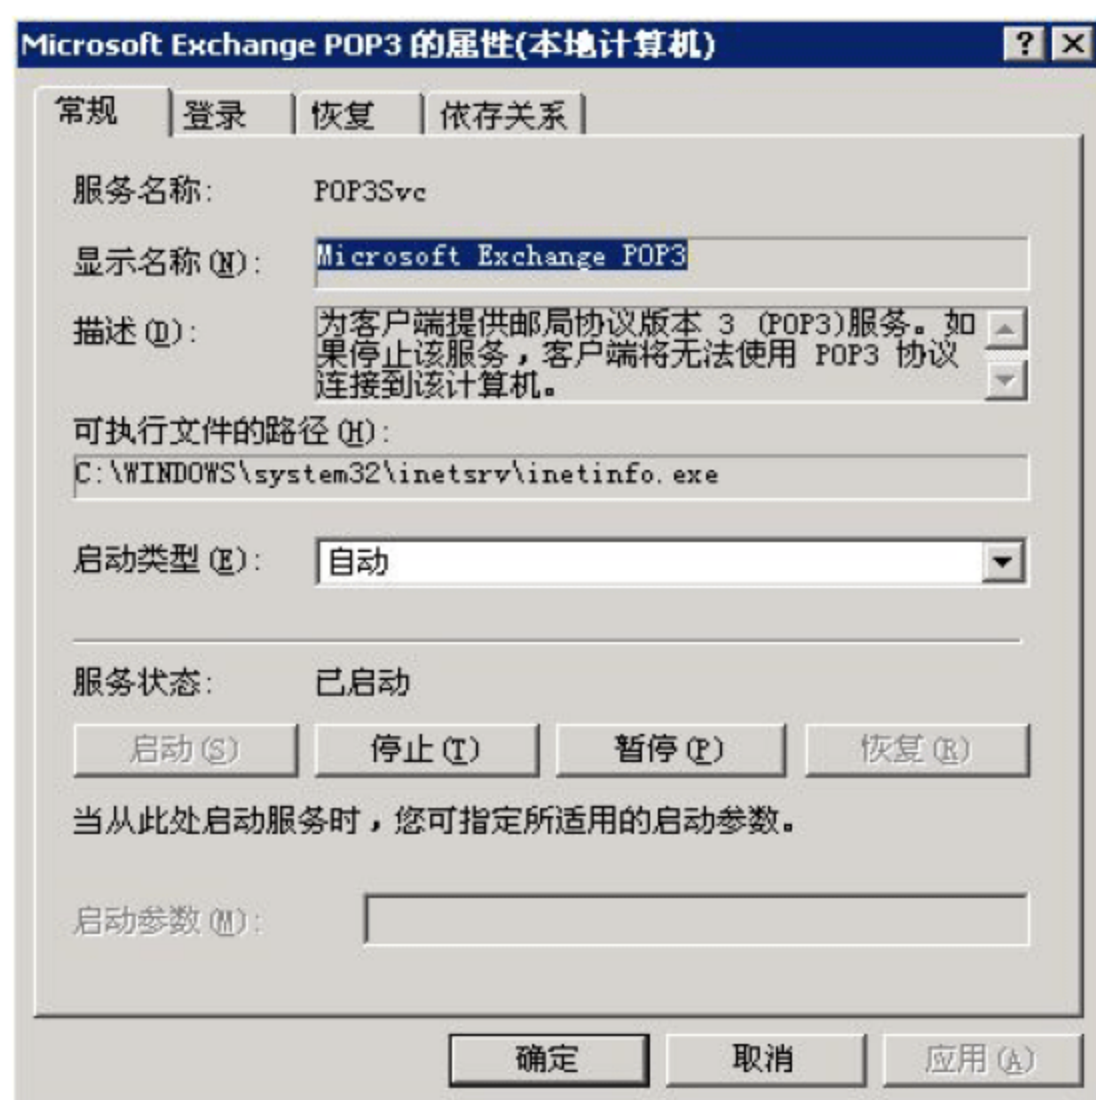 Microsoft Exchange POP3 的属性(本地计算机)
常规 登录 恢复 依存关系
服务名称: POP3Svc
显示名称(N): Microsoft Exchange POP3
描述(D): 为客户端提供邮局协议版本 3 (POP3)服务。如
果停止该服务，客户端将无法使用 POP3 协议
连接到该计算机。
可执行文件的路径(H):
C:\WINDOWS\system32\inetsrv\inetinfo.exe
启动类型(E): 自动
服务状态: 已启动
启动(S) 停止(T) 暂停(P) 恢复(R)
当从此处启动服务时，您可指定所适用的启动参数。
启动参数(M):
确定 取消 应用(A)